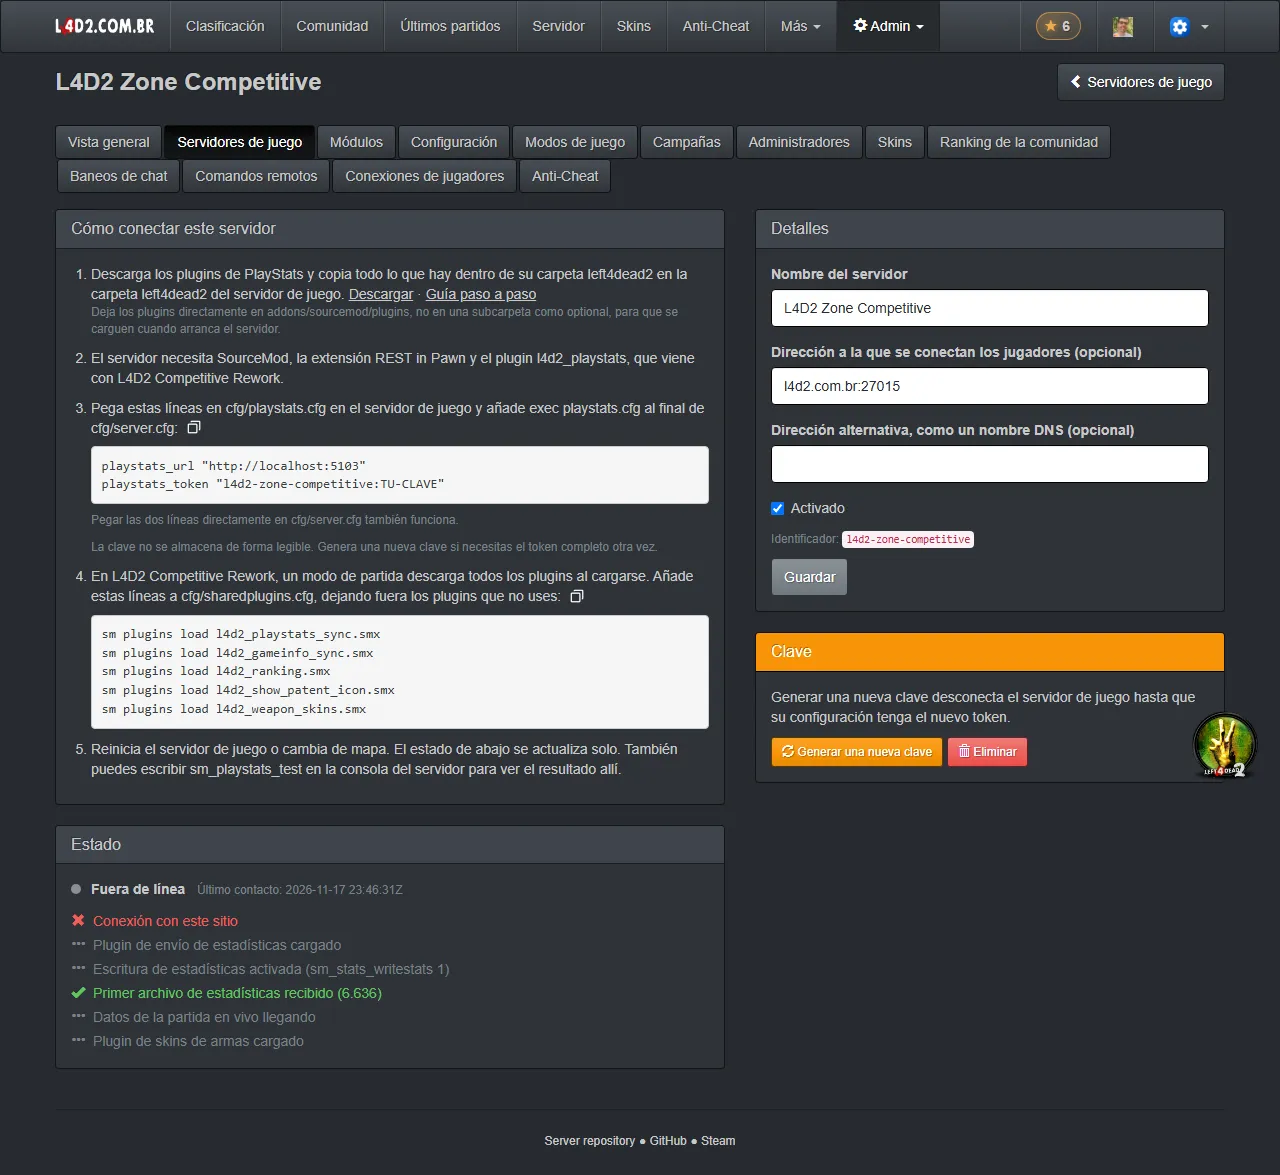 L4D2.COM.BR
Clasificación
Comunidad
Últimos partidos
Servidor
Skins
Anti-Cheat
Más
Admin
6
L4D2 Zone Competitive
Servidores de juego
Vista general
Servidores de juego
Módulos
Configuración
Modos de juego
Campañas
Administradores
Skins
Ranking de la comunidad
Baneos de chat
Comandos remotos
Conexiones de jugadores
Anti-Cheat
Cómo conectar este servidor
1. Descarga los plugins de PlayStats y copia todo lo que hay dentro de su carpeta left4dead2 en la
carpeta left4dead2 del servidor de juego. Descargar · Guía paso a paso
Deja los plugins directamente en addons/sourcemod/plugins, no en una subcarpeta como optional, para que se
carguen cuando arranca el servidor.
2. El servidor necesita SourceMod, la extensión REST in Pawn y el plugin l4d2_playstats, que viene
con L4D2 Competitive Rework.
3. Pega estas líneas en cfg/playstats.cfg en el servidor de juego y añade exec playstats.cfg al final de
cfg/server.cfg:
playstats_url "http://localhost:5103"
playstats_token "l4d2-zone-competitive:TU-CLAVE"
Pegar las dos líneas directamente en cfg/server.cfg también funciona.
La clave no se almacena de forma legible. Genera una nueva clave si necesitas el token completo otra vez.
4. En L4D2 Competitive Rework, un modo de partida descarga todos los plugins al cargarse. Añade
estas líneas a cfg/sharedplugins.cfg, dejando fuera los plugins que no uses:
sm plugins load l4d2_playstats_sync.smx
sm plugins load l4d2_gameinfo_sync.smx
sm plugins load l4d2_ranking.smx
sm plugins load l4d2_show_patent_icon.smx
sm plugins load l4d2_weapon_skins.smx
5. Reinicia el servidor de juego o cambia de mapa. El estado de abajo se actualiza solo. También
puedes escribir sm_playstats_test en la consola del servidor para ver el resultado allí.
Estado
Fuera de línea Último contacto: 2026-11-17 23:46:31Z
Conexión con este sitio
Plugin de envío de estadísticas cargado
Escritura de estadísticas activada (sm_stats_writestats 1)
Primer archivo de estadísticas recibido (6.636)
Datos de la partida en vivo llegando
Plugin de skins de armas cargado
Detalles
Nombre del servidor
L4D2 Zone Competitive
Dirección a la que se conectan los jugadores (opcional)
l4d2.com.br:27015
Dirección alternativa, como un nombre DNS (opcional)
Activado
Identificador: l4d2-zone-competitive
Guardar
Clave
Generar una nueva clave desconecta el servidor de juego hasta que
su configuración tenga el nuevo token.
Generar una nueva clave
Eliminar
LEFT 4 DEAD 2
Server repository ● GitHub ● Steam